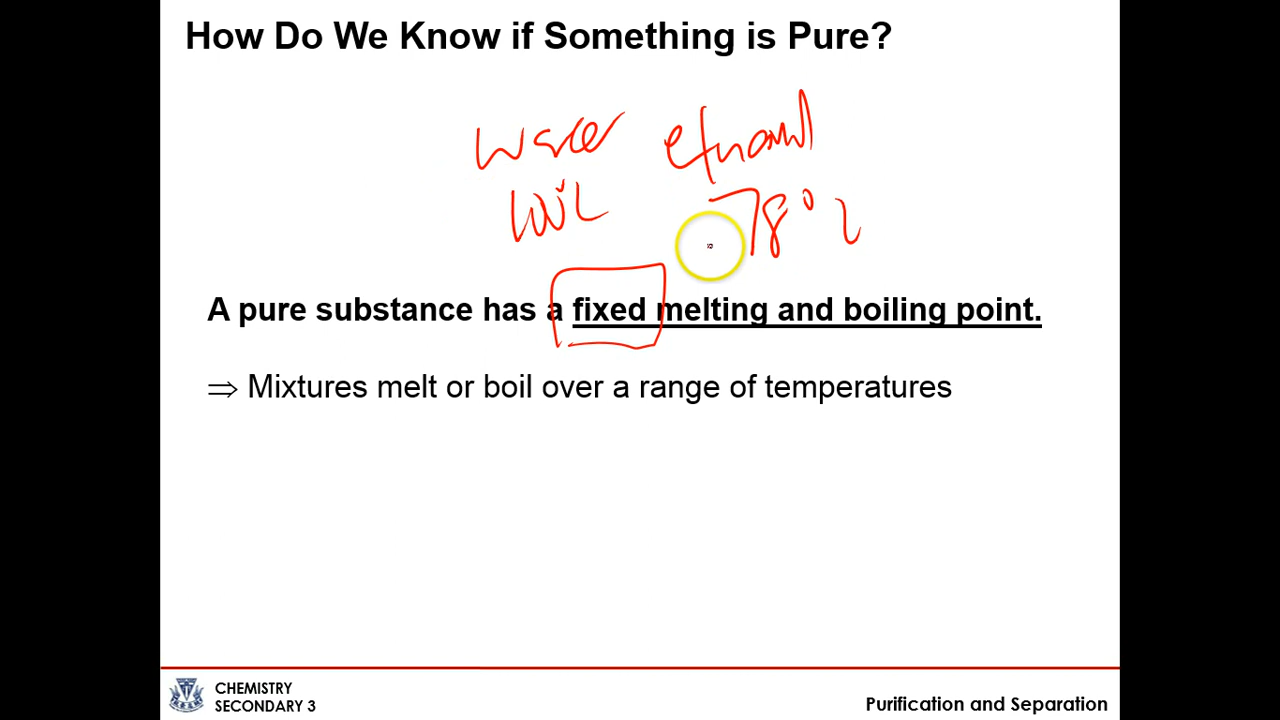 How Do We Know if Something is Pure?
water ethanol
100°C 78°C
A pure substance has a fixed melting and boiling point.
⇒ Mixtures melt or boil over a range of temperatures
CHEMISTRY
SECONDARY 3
Purification and Separation